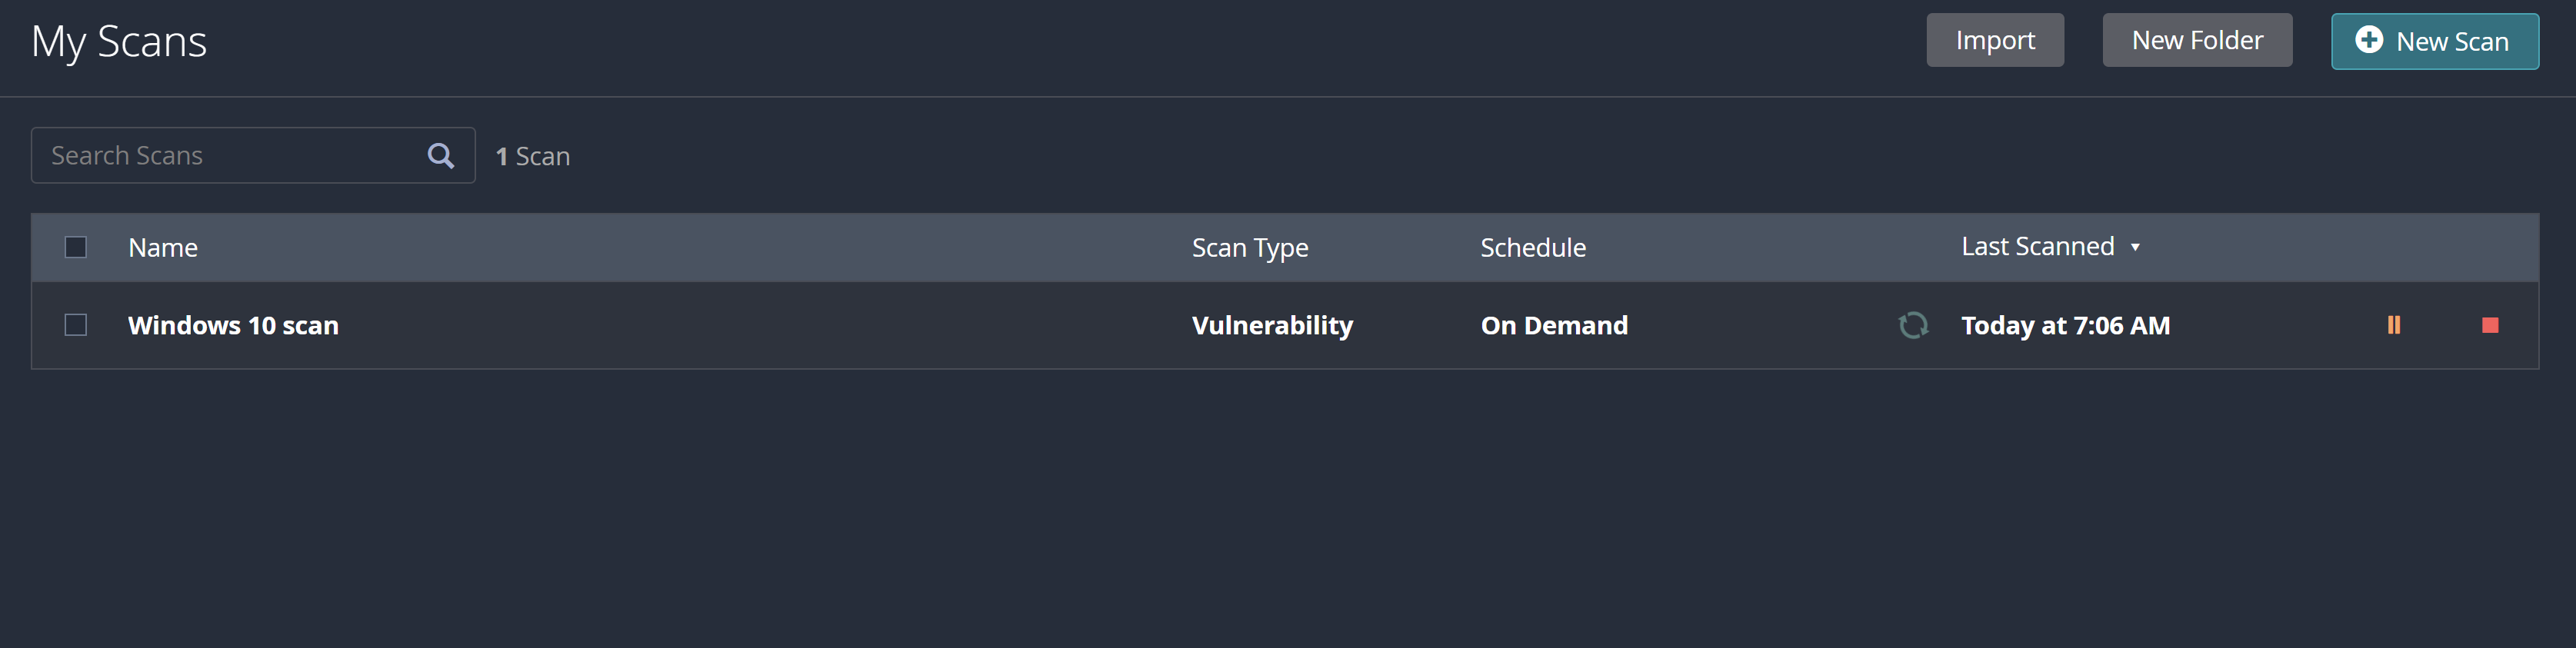 My Scans
Import
New Folder
New Scan
Search Scans
1 Scan
Name Scan Type Schedule Last Scanned
Windows 10 scan Vulnerability On Demand Today at 7:06 AM